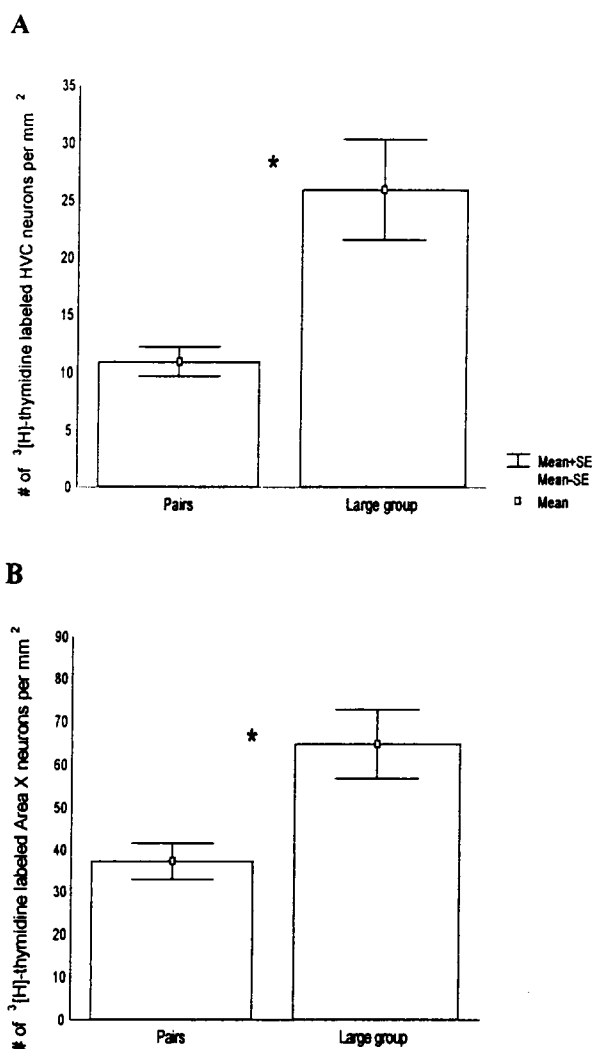 A
35
30
25
20
15
10
5
0
# of ³[H]-thymidine labeled HVC neurons per mm ²
*
Pairs
Large group
Mean+SE
Mean-SE
Mean
B
90
80
70
60
50
40
30
20
10
0
# of ³[H]-thymidine labeled Area X neurons per mm ²
*
Pairs
Large group